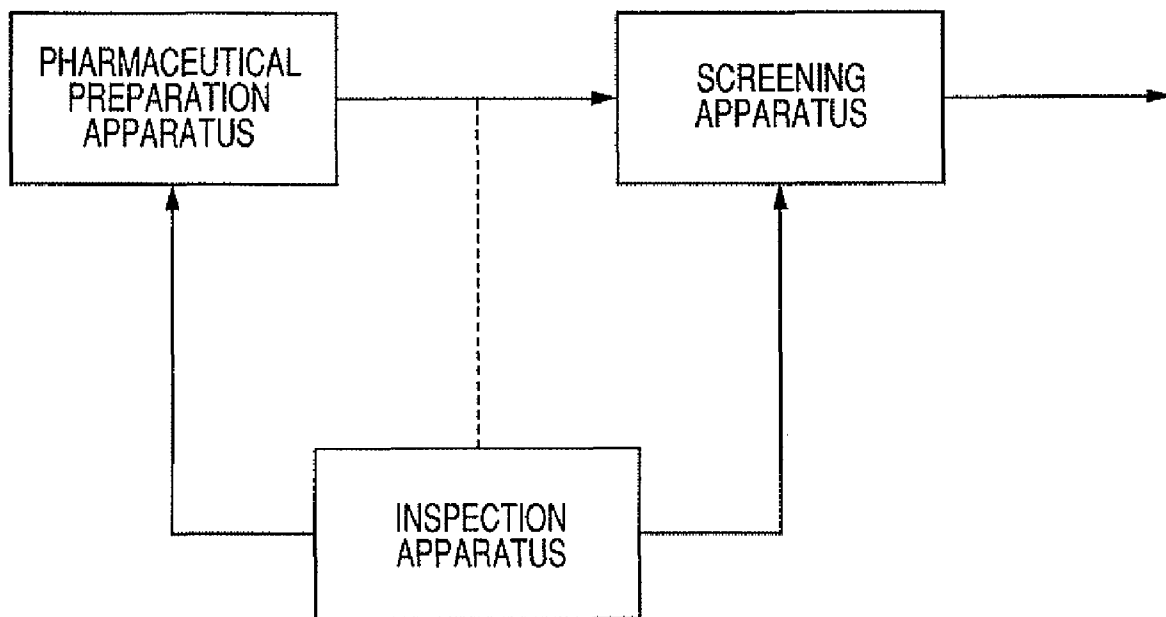 PHARMACEUTICAL
PREPARATION
APPARATUS
SCREENING
APPARATUS
INSPECTION
APPARATUS